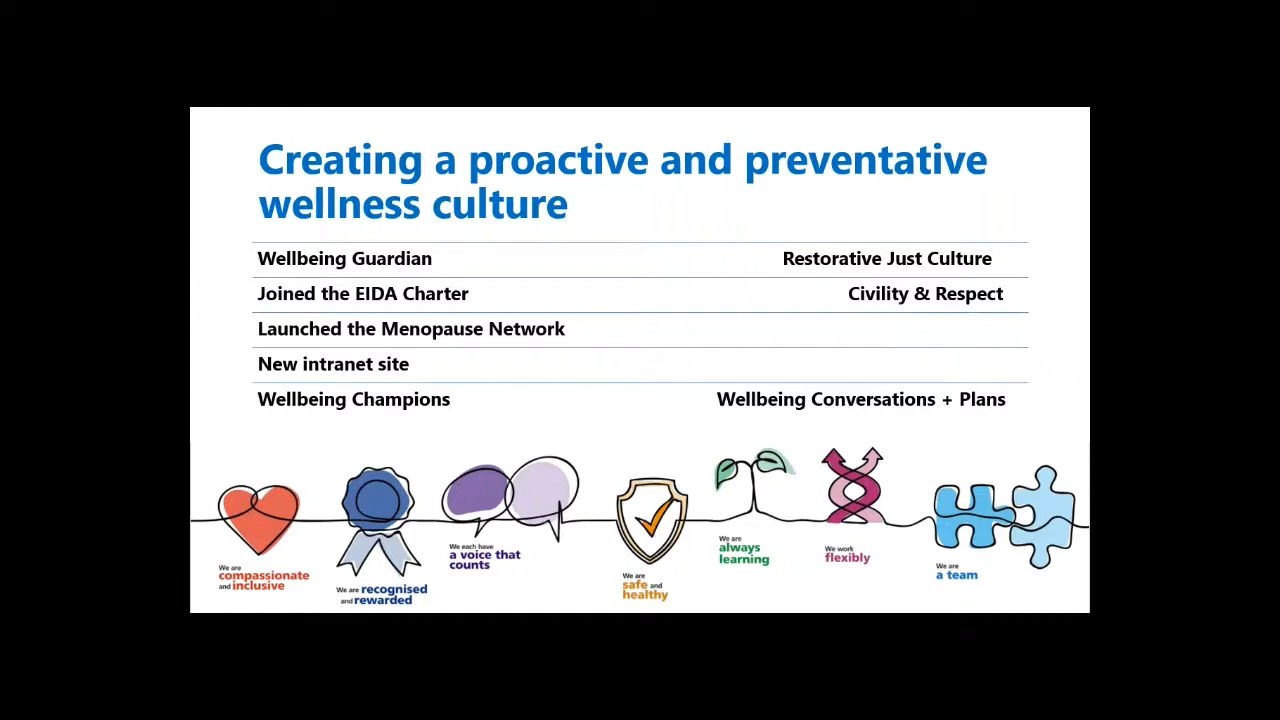 Creating a proactive and preventative
wellness culture
Wellbeing Guardian Restorative Just Culture
Joined the EIDA Charter Civility & Respect
Launched the Menopause Network
New intranet site
Wellbeing Champions Wellbeing Conversations + Plans
We are
compassionate
and inclusive
We are recognised
and rewarded
We each have
a voice that
counts
We are
safe and
healthy
We are
always
learning
We work
flexibly
We are
a team